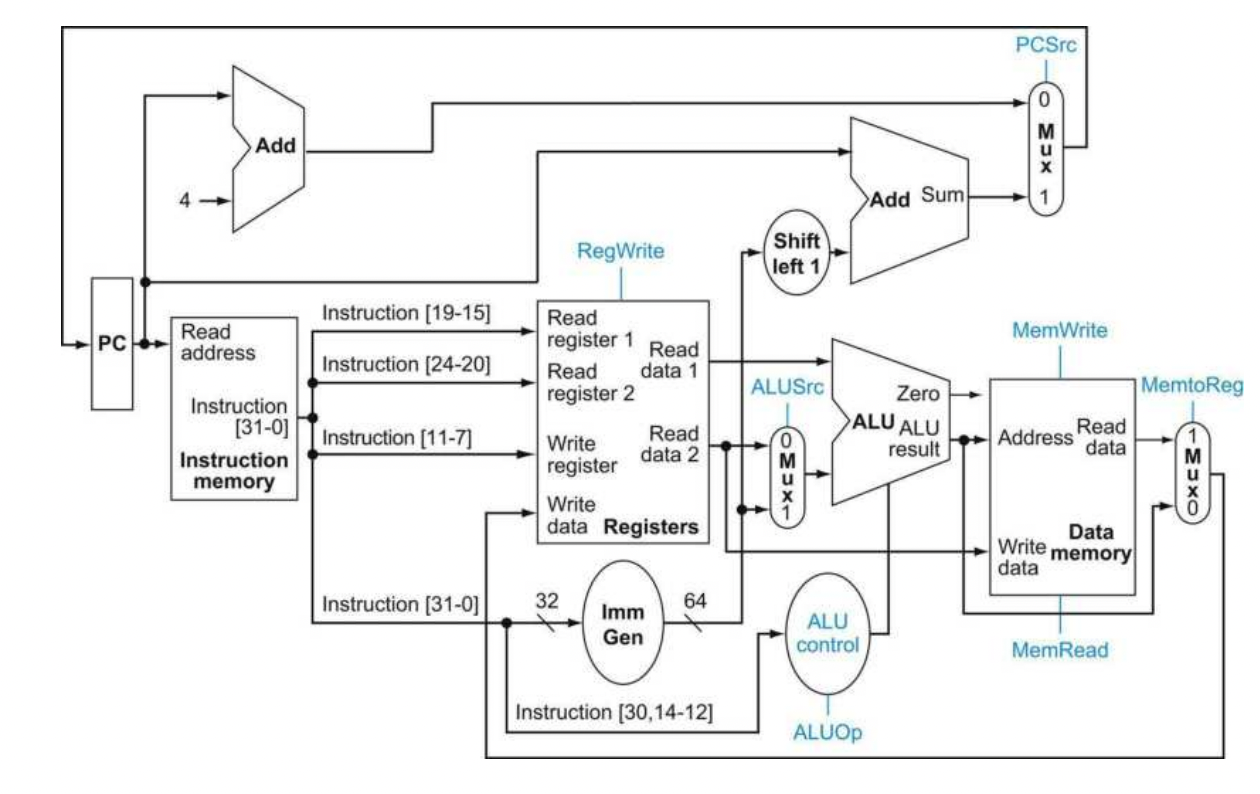 PCSrc
0
Mux
1
Add
4
Add Sum
Shift
left 1
RegWrite
PC
Read
address
Instruction
[31-0]
Instruction
memory
Instruction [19-15]
Instruction [24-20]
Instruction [11-7]
Read
register 1
Read
register 2
Write
register
Write
data
Registers
Read
data 1
Read
data 2
ALUSrc
0
Mux
1
Zero
ALU ALU
result
MemWrite
Address
Read
data
Write
data
Data
memory
MemRead
MemtoReg
1
Mux
0
Instruction [31-0]
32
Imm
Gen
64
ALU
control
ALUOp
Instruction [30,14-12]